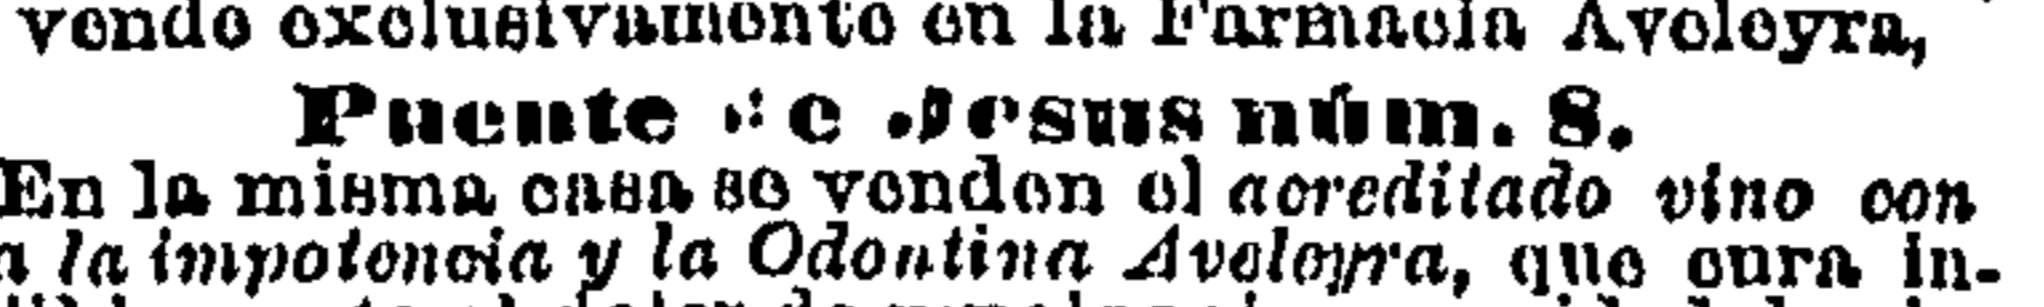 vende exclusivamente en la Farmacia Aveleyra,
Puente de Jesus núm. 8.
En la misma casa se venden el acreditado vino con
a la impotencia y la Odontina Aveleyra, que cura in-